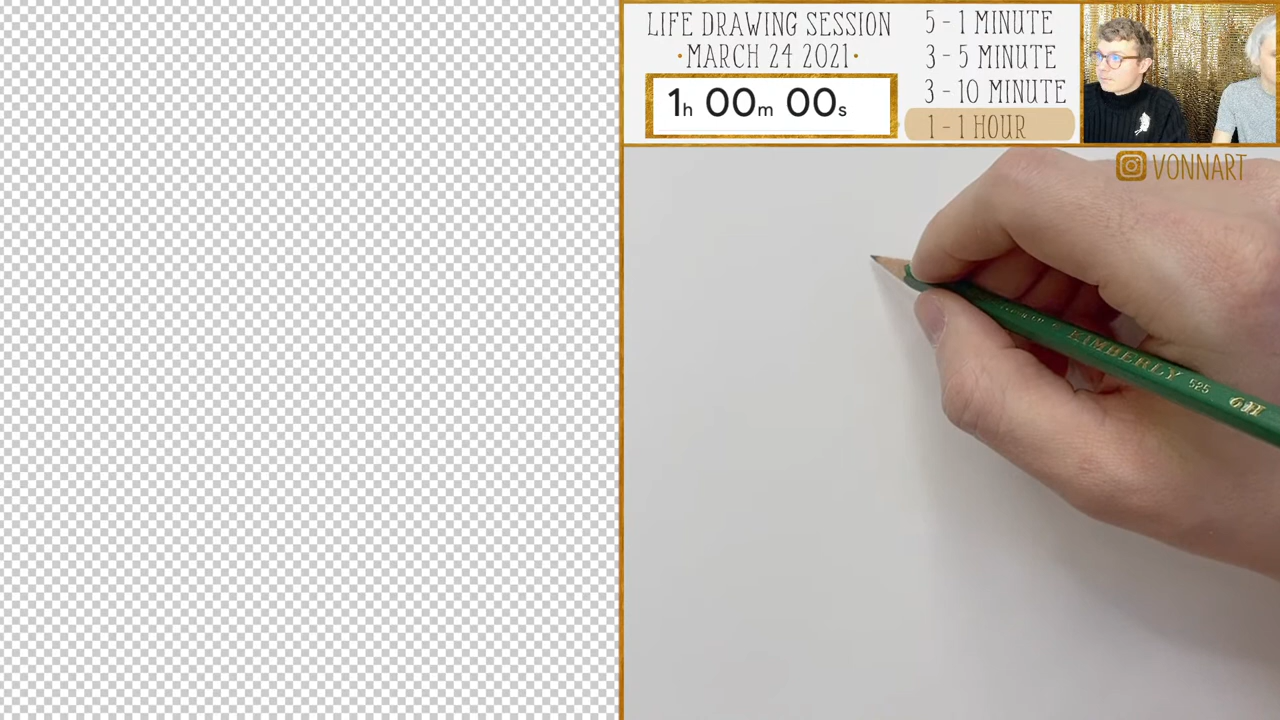 LIFE DRAWING SESSION
•MARCH 24 2021•
1h 00m 00s
5 - 1 MINUTE
3 - 5 MINUTE
3 - 10 MINUTE
1 - 1 HOUR
VONNART
KIMBERLY 525 6H